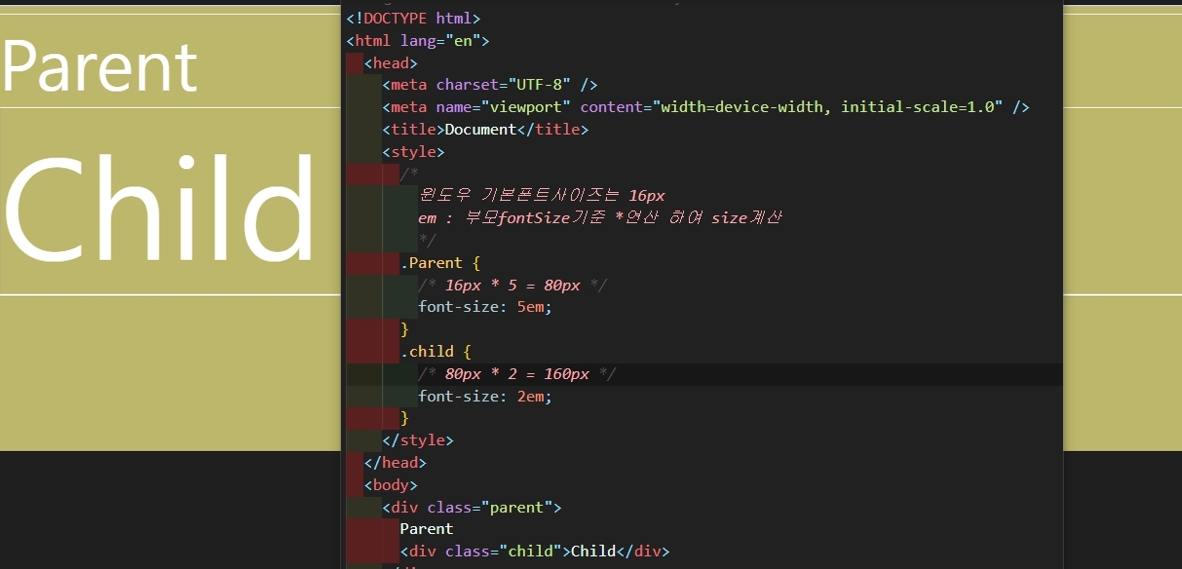 Parent
Child
<!DOCTYPE html>
<html lang="en">
<head>
<meta charset="UTF-8" />
<meta name="viewport" content="width=device-width, initial-scale=1.0" />
<title>Document</title>
<style>
/*
윈도우 기본폰트사이즈는 16px
em : 부모fontSize기준 *연산 하여 size계산
*/
.Parent {
/* 16px * 5 = 80px */
font-size: 5em;
}
.child {
/* 80px * 2 = 160px */
font-size: 2em;
}
</style>
</head>
<body>
<div class="parent">
Parent
<div class="child">Child</div>